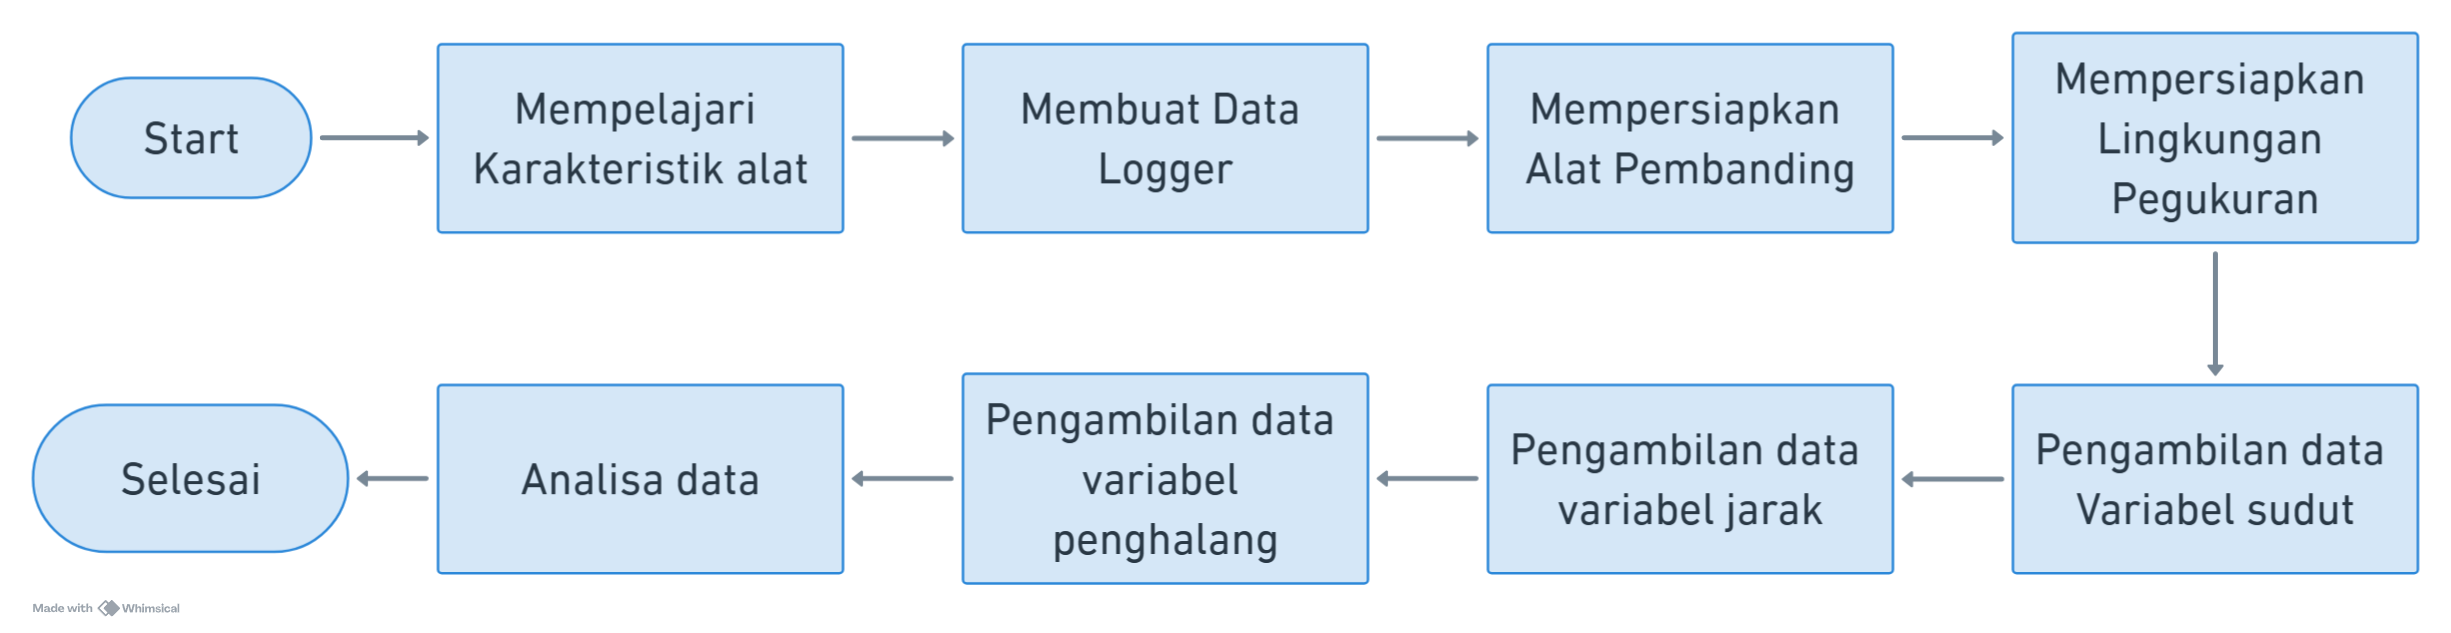 Start
Mempelajari
Karakteristik alat
Membuat Data
Logger
Mempersiapkan
Alat Pembanding
Mempersiapkan
Lingkungan
Pegukuran
Pengambilan data
Variabel sudut
Pengambilan data
variabel jarak
Pengambilan data
variabel
penghalang
Analisa data
Selesai
Made with Whimsical